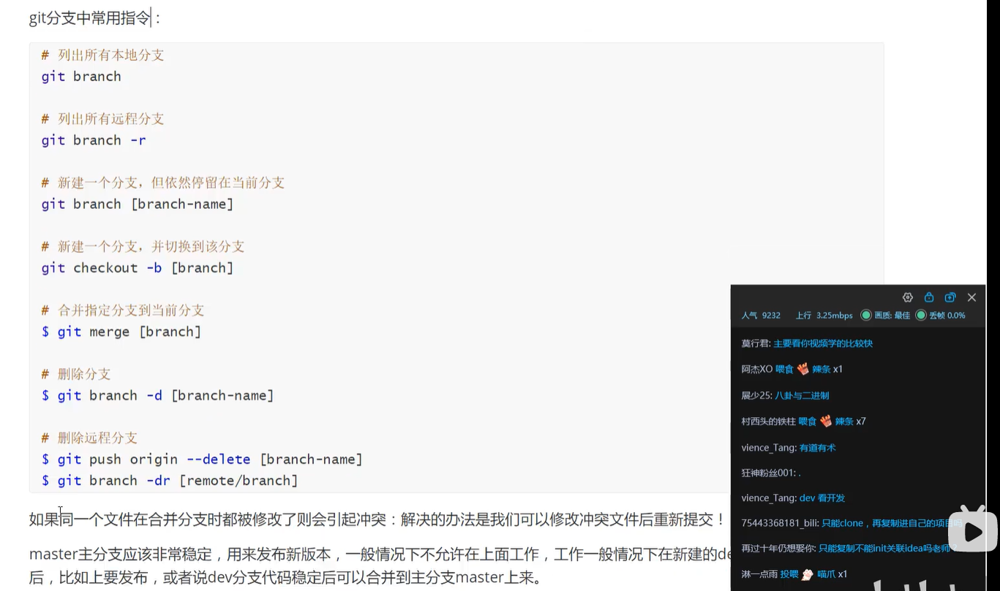 git分支中常用指令：
# 列出所有本地分支
git branch
# 列出所有远程分支
git branch -r
# 新建一个分支，但依然停留在当前分支
git branch [branch-name]
# 新建一个分支，并切换到该分支
git checkout -b [branch]
# 合并指定分支到当前分支
$ git merge [branch]
# 删除分支
$ git branch -d [branch-name]
# 删除远程分支
$ git push origin --delete [branch-name]
$ git branch -dr [remote/branch]
如果同一个文件在合并分支时都被修改了则会引起冲突：解决的办法是我们可以修改冲突文件后重新提交！
master主分支应该非常稳定，用来发布新版本，一般情况下不允许在上面工作，工作一般情况下在新建的de
后，比如上要发布，或者说dev分支代码稳定后可以合并到主分支master上来。
人气 9232 上行 3.25mbps 画质: 最佳 丢帧 0.0%
莫行君: 主要看你视频学的比较快
阿杰XO 喂食 辣条 x1
展少25: 八卦与二进制
村西头的铁柱 喂食 辣条 x7
vience_Tang: 有道有术
狂神粉丝001: .
vience_Tang: dev 看开发
75443368181_bili: 只能clone，再复制进自己的项目吗
再过十年仍想娶你: 只能复制不能init关联idea吗老师？
淋一点雨 投喂 喵爪 x1